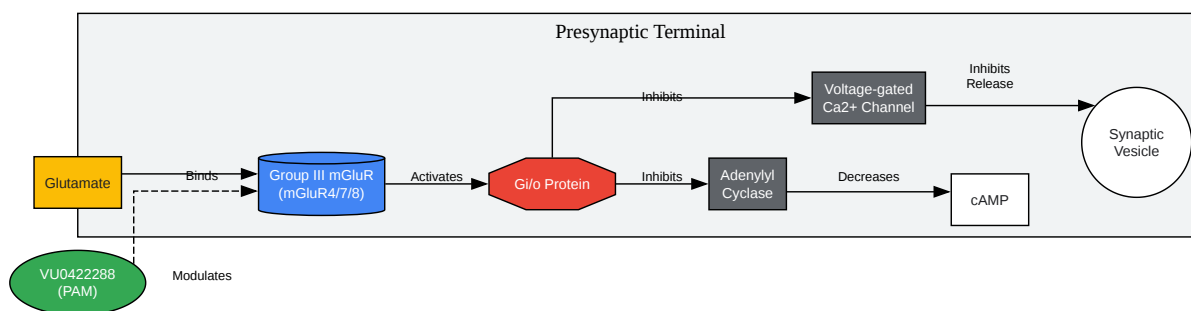 Presynaptic Terminal
Inhibits
Release
Voltage-gated
Ca2+ Channel
Inhibits
Synaptic
Vesicle
Glutamate
Binds
Group III mGluR
(mGluR4/7/8)
Activates
Gi/o Protein
Inhibits
Adenylyl
Cyclase
Decreases
cAMP
VU0422288
(PAM)
Modulates